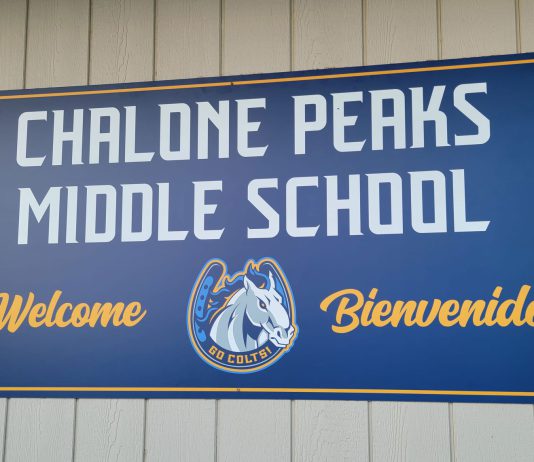 CHALONE PEAKS
MIDDLE SCHOOL
Welcome
GO COLTS!
Bienvenid